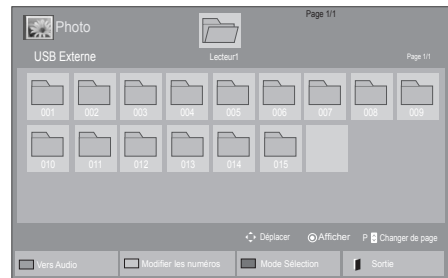 Page 1/1
Photo
USB Externe
Lecteur1
Page 1/1
001 002 003 004 005 006 007 008 009
010 011 012 013 014 015
Déplacer Afficher P Changer de page
Vers Audio Modifier les numéros Mode Sélection Sortie